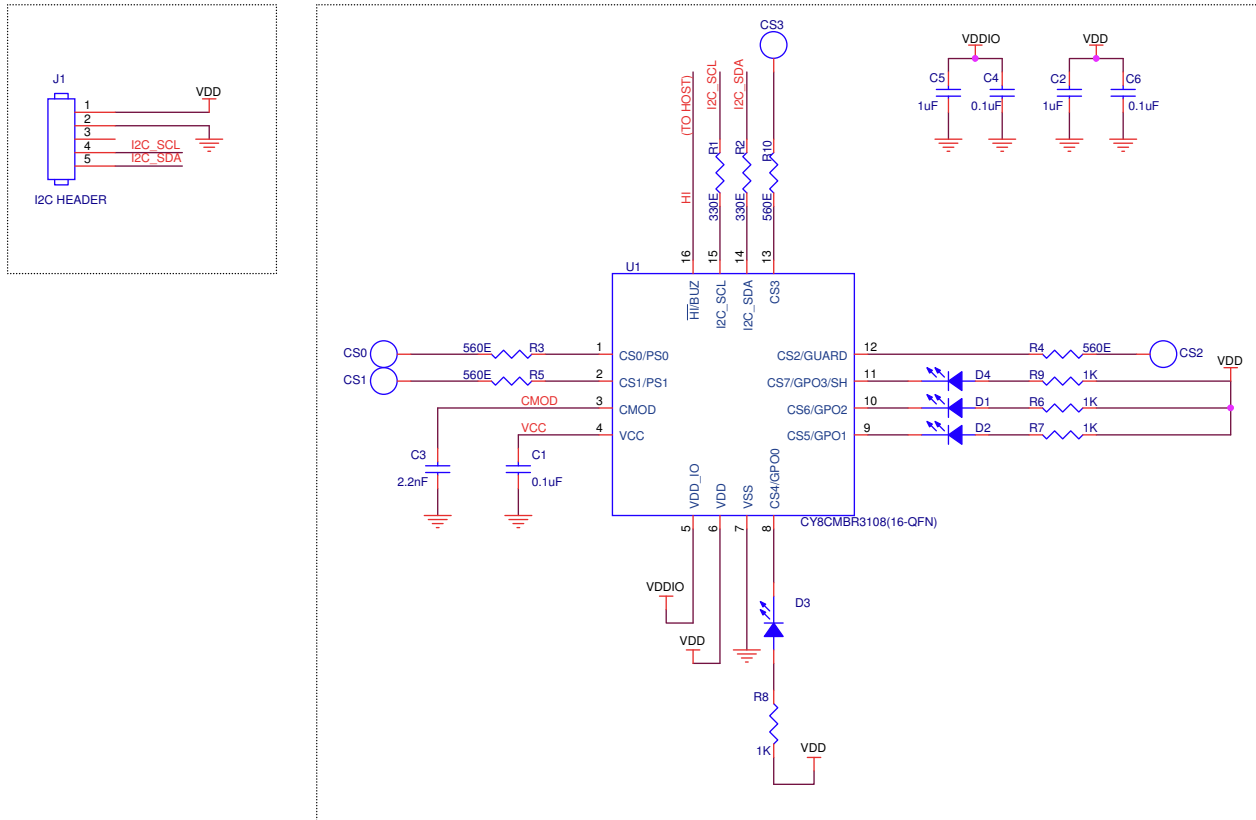 J1
1
2
3
4
5
VDD
I2C_SCL
I2C_SDA
I2C HEADER
CS3
VDDIO
C5
1uF
C4
0.1uF
VDD
C2
1uF
C6
0.1uF
HI
(TO HOST)
I2C_SCL
I2C_SDA
R1
330E
R2
330E
R10
560E
16
15
14
13
U1
HI/BUZ
I2C_SCL
I2C_SDA
CS3
CS0
560E
R3
1
CS0/PS0
CS1
560E
R5
2
CS1/PS1
CMOD
3
CMOD
VCC
4
VCC
C3
2.2nF
C1
0.1uF
CS2/GUARD
12
R4
560E
CS2
VDD
CS7/GPO3/SH
11
D4
R9
1K
CS6/GPO2
10
D1
R6
1K
CS5/GPO1
9
D2
R7
1K
VDD_IO
VDD
VSS
CS4/GPO0
5
6
7
8
CY8CMBR3108(16-QFN)
VDDIO
VDD
D3
R8
1K
VDD